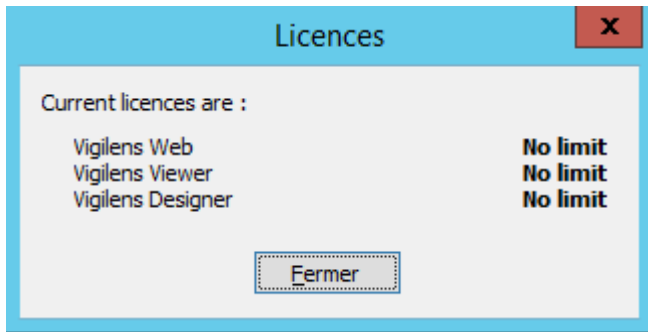 Licences
x
Current licences are :
Vigilens Web No limit
Vigilens Viewer No limit
Vigilens Designer No limit
Fermer